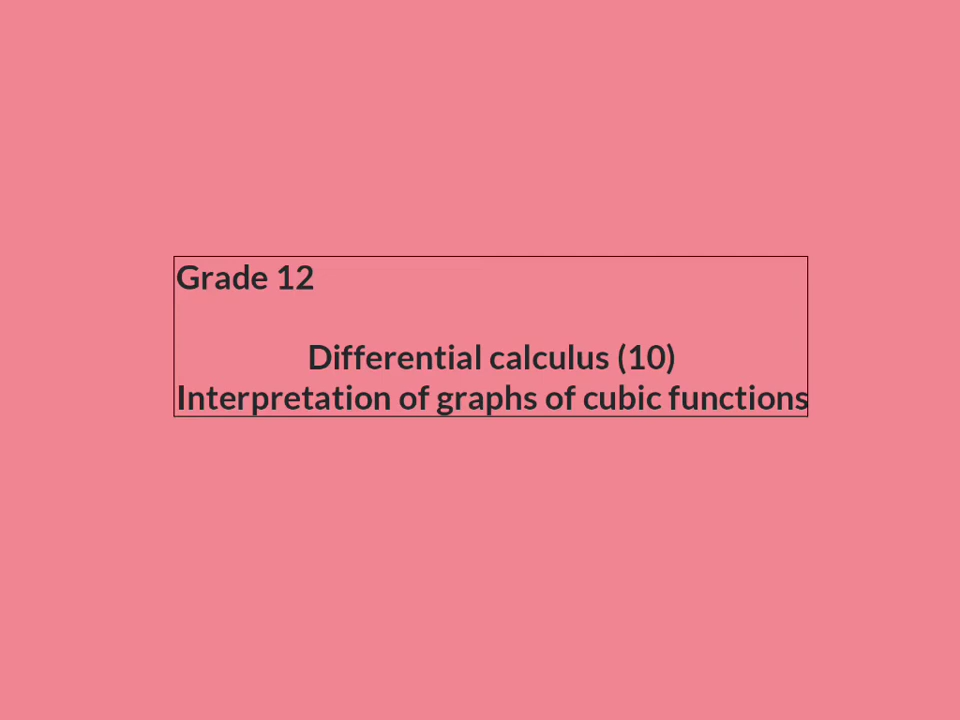 Grade 12
Differential calculus (10)
Interpretation of graphs of cubic functions